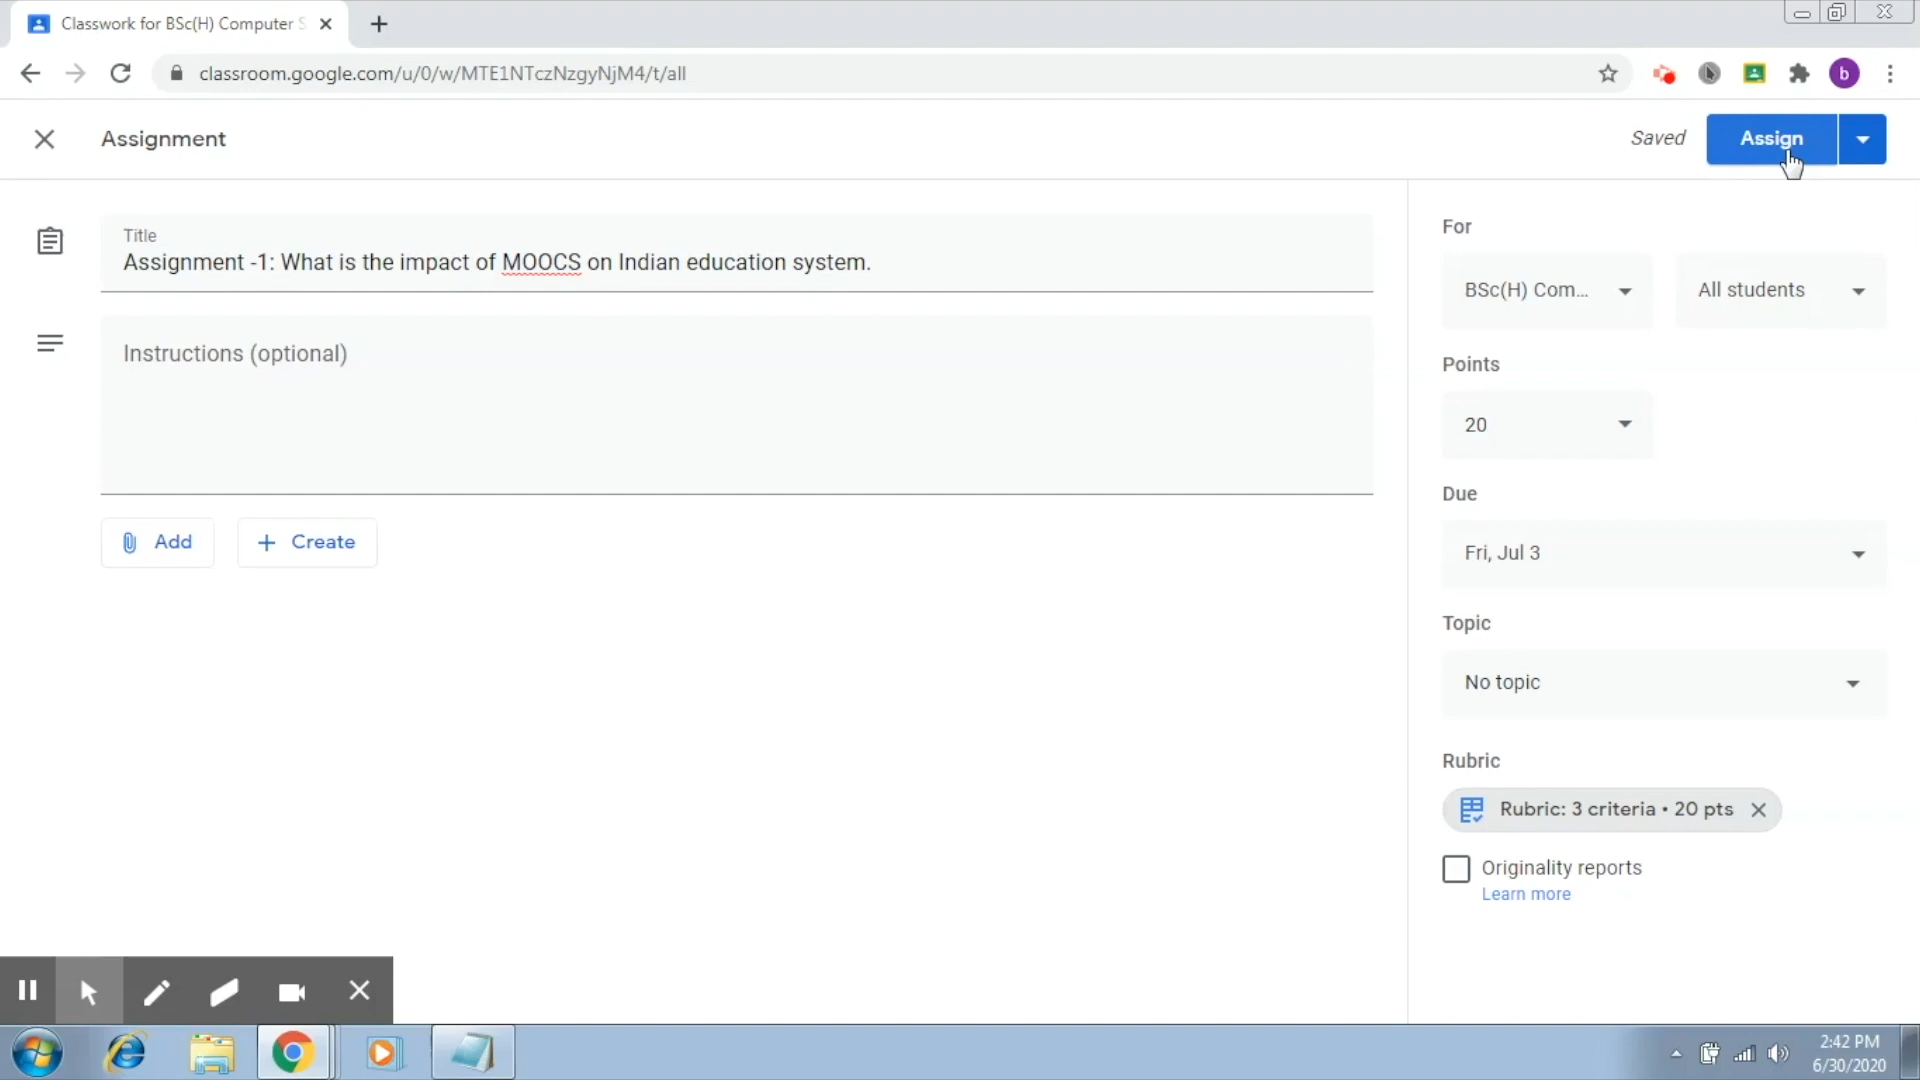 Classwork for BSc(H) Computer S
classroom.google.com/u/0/w/MTE1NTczNzgyNjM4/t/all
b
Assignment
Saved
Assign
Title
Assignment -1: What is the impact of MOOCS on Indian education system.
Instructions (optional)
Add
Create
For
BSc(H) Com...
All students
Points
20
Due
Fri, Jul 3
Topic
No topic
Rubric
Rubric: 3 criteria • 20 pts
Originality reports
Learn more
2:42 PM
6/30/2020